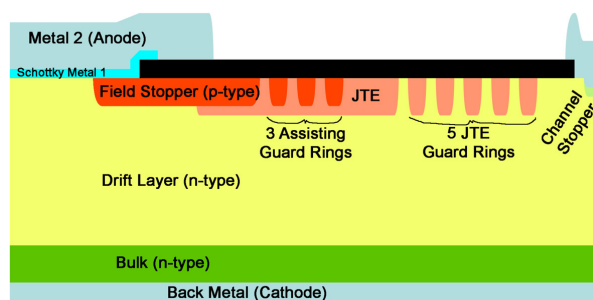 Metal 2 (Anode)
Schottky Metal 1
Field Stopper (p-type)
JTE
3 Assisting
Guard Rings
5 JTE
Guard Rings
Channel
Stopper
Drift Layer (n-type)
Bulk (n-type)
Back Metal (Cathode)